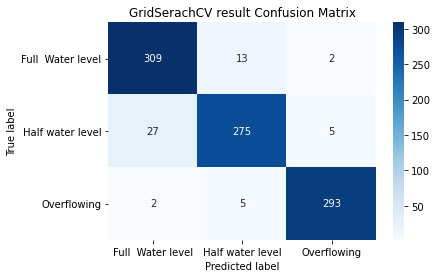 GridSerachCV result Confusion Matrix
True label
Full  Water level 309 13 2
Half water level 27 275 5
Overflowing 2 5 293
Full  Water level Half water level Overflowing
Predicted label
300
250
200
150
100
50